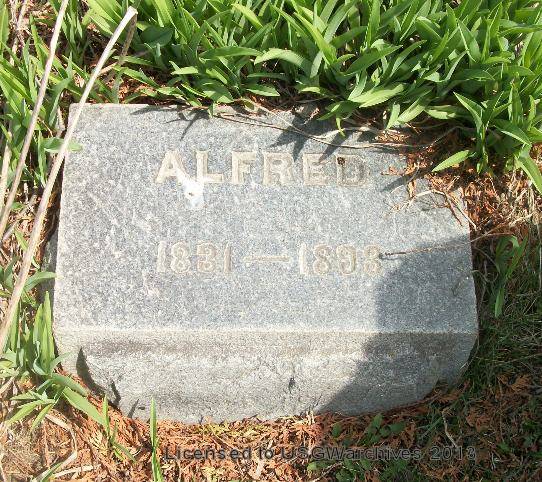 ALFRED
1831 — 1898
Licensed to USGWarchives 2013